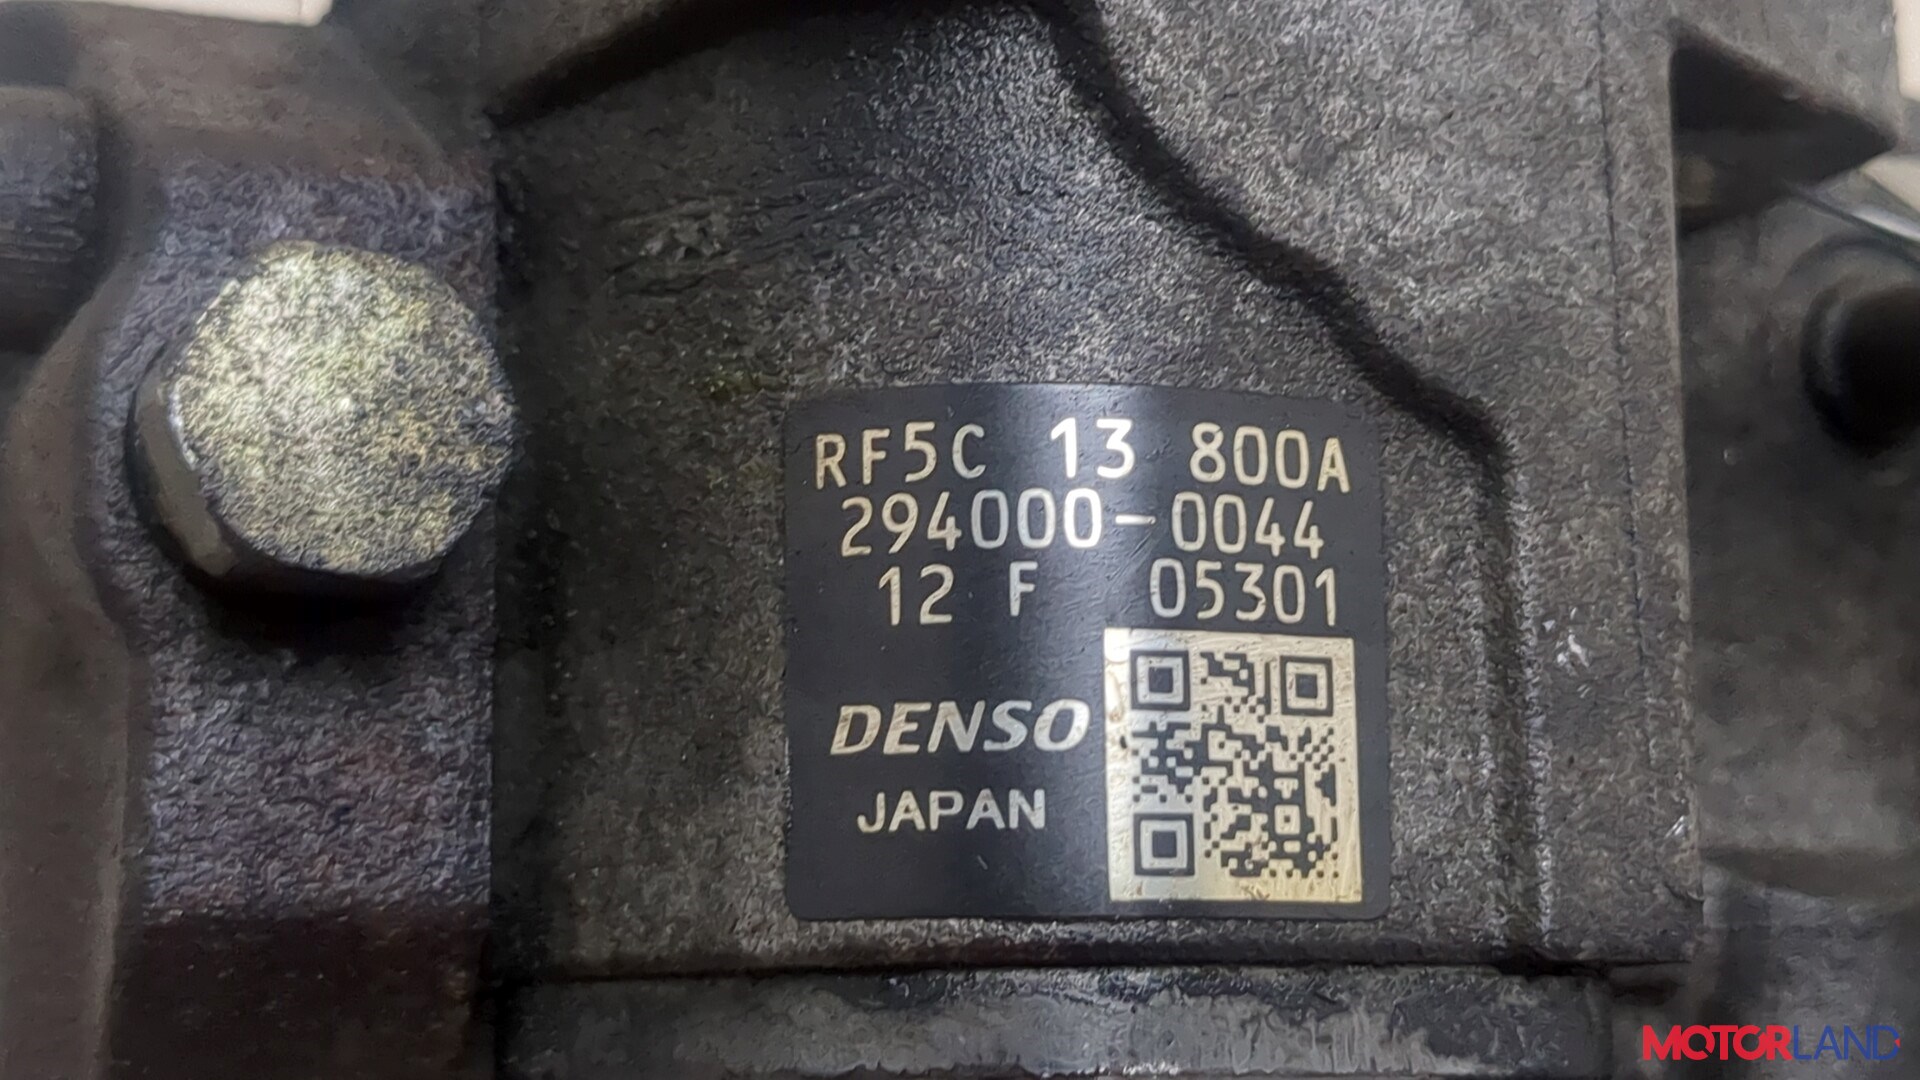 RF5C 13 800A
294000-0044
12 F 05301
DENSO
JAPAN
MOTORLAND